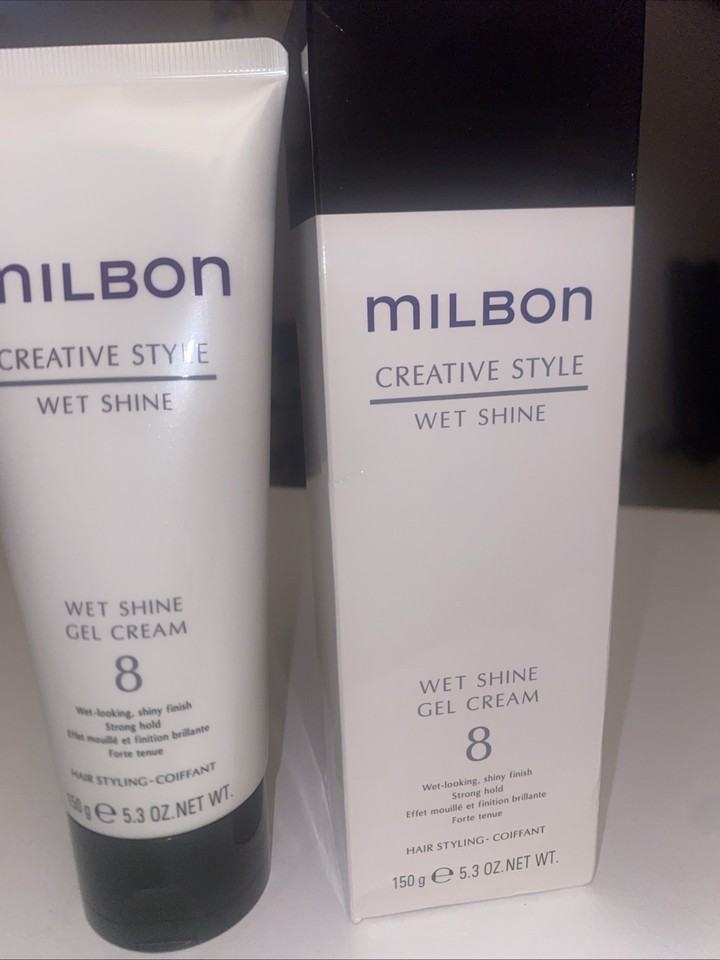 mILBON
CREATIVE STYLE
WET SHINE
WET SHINE
GEL CREAM
8
Wet-looking, shiny finish
Strong hold
Effet mouillé et finition brillante
Forte tenue
HAIR STYLING-COIFFANT
150 g ℮ 5.3 OZ.NET WT.
mILBON
CREATIVE STYLE
WET SHINE
WET SHINE
GEL CREAM
8
Wet-looking, shiny finish
Strong hold
Effet mouillé et finition brillante
Forte tenue
HAIR STYLING- COIFFANT
150 g ℮ 5.3 OZ.NET WT.